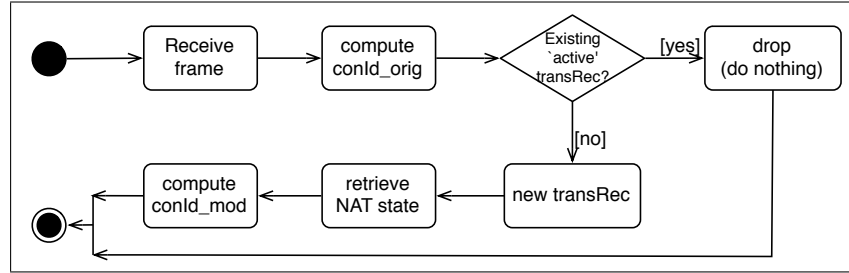 Receive
frame
compute
conId_orig
Existing
`active'
transRec?
[yes]
drop
(do nothing)
[no]
compute
conId_mod
retrieve
NAT state
new transRec